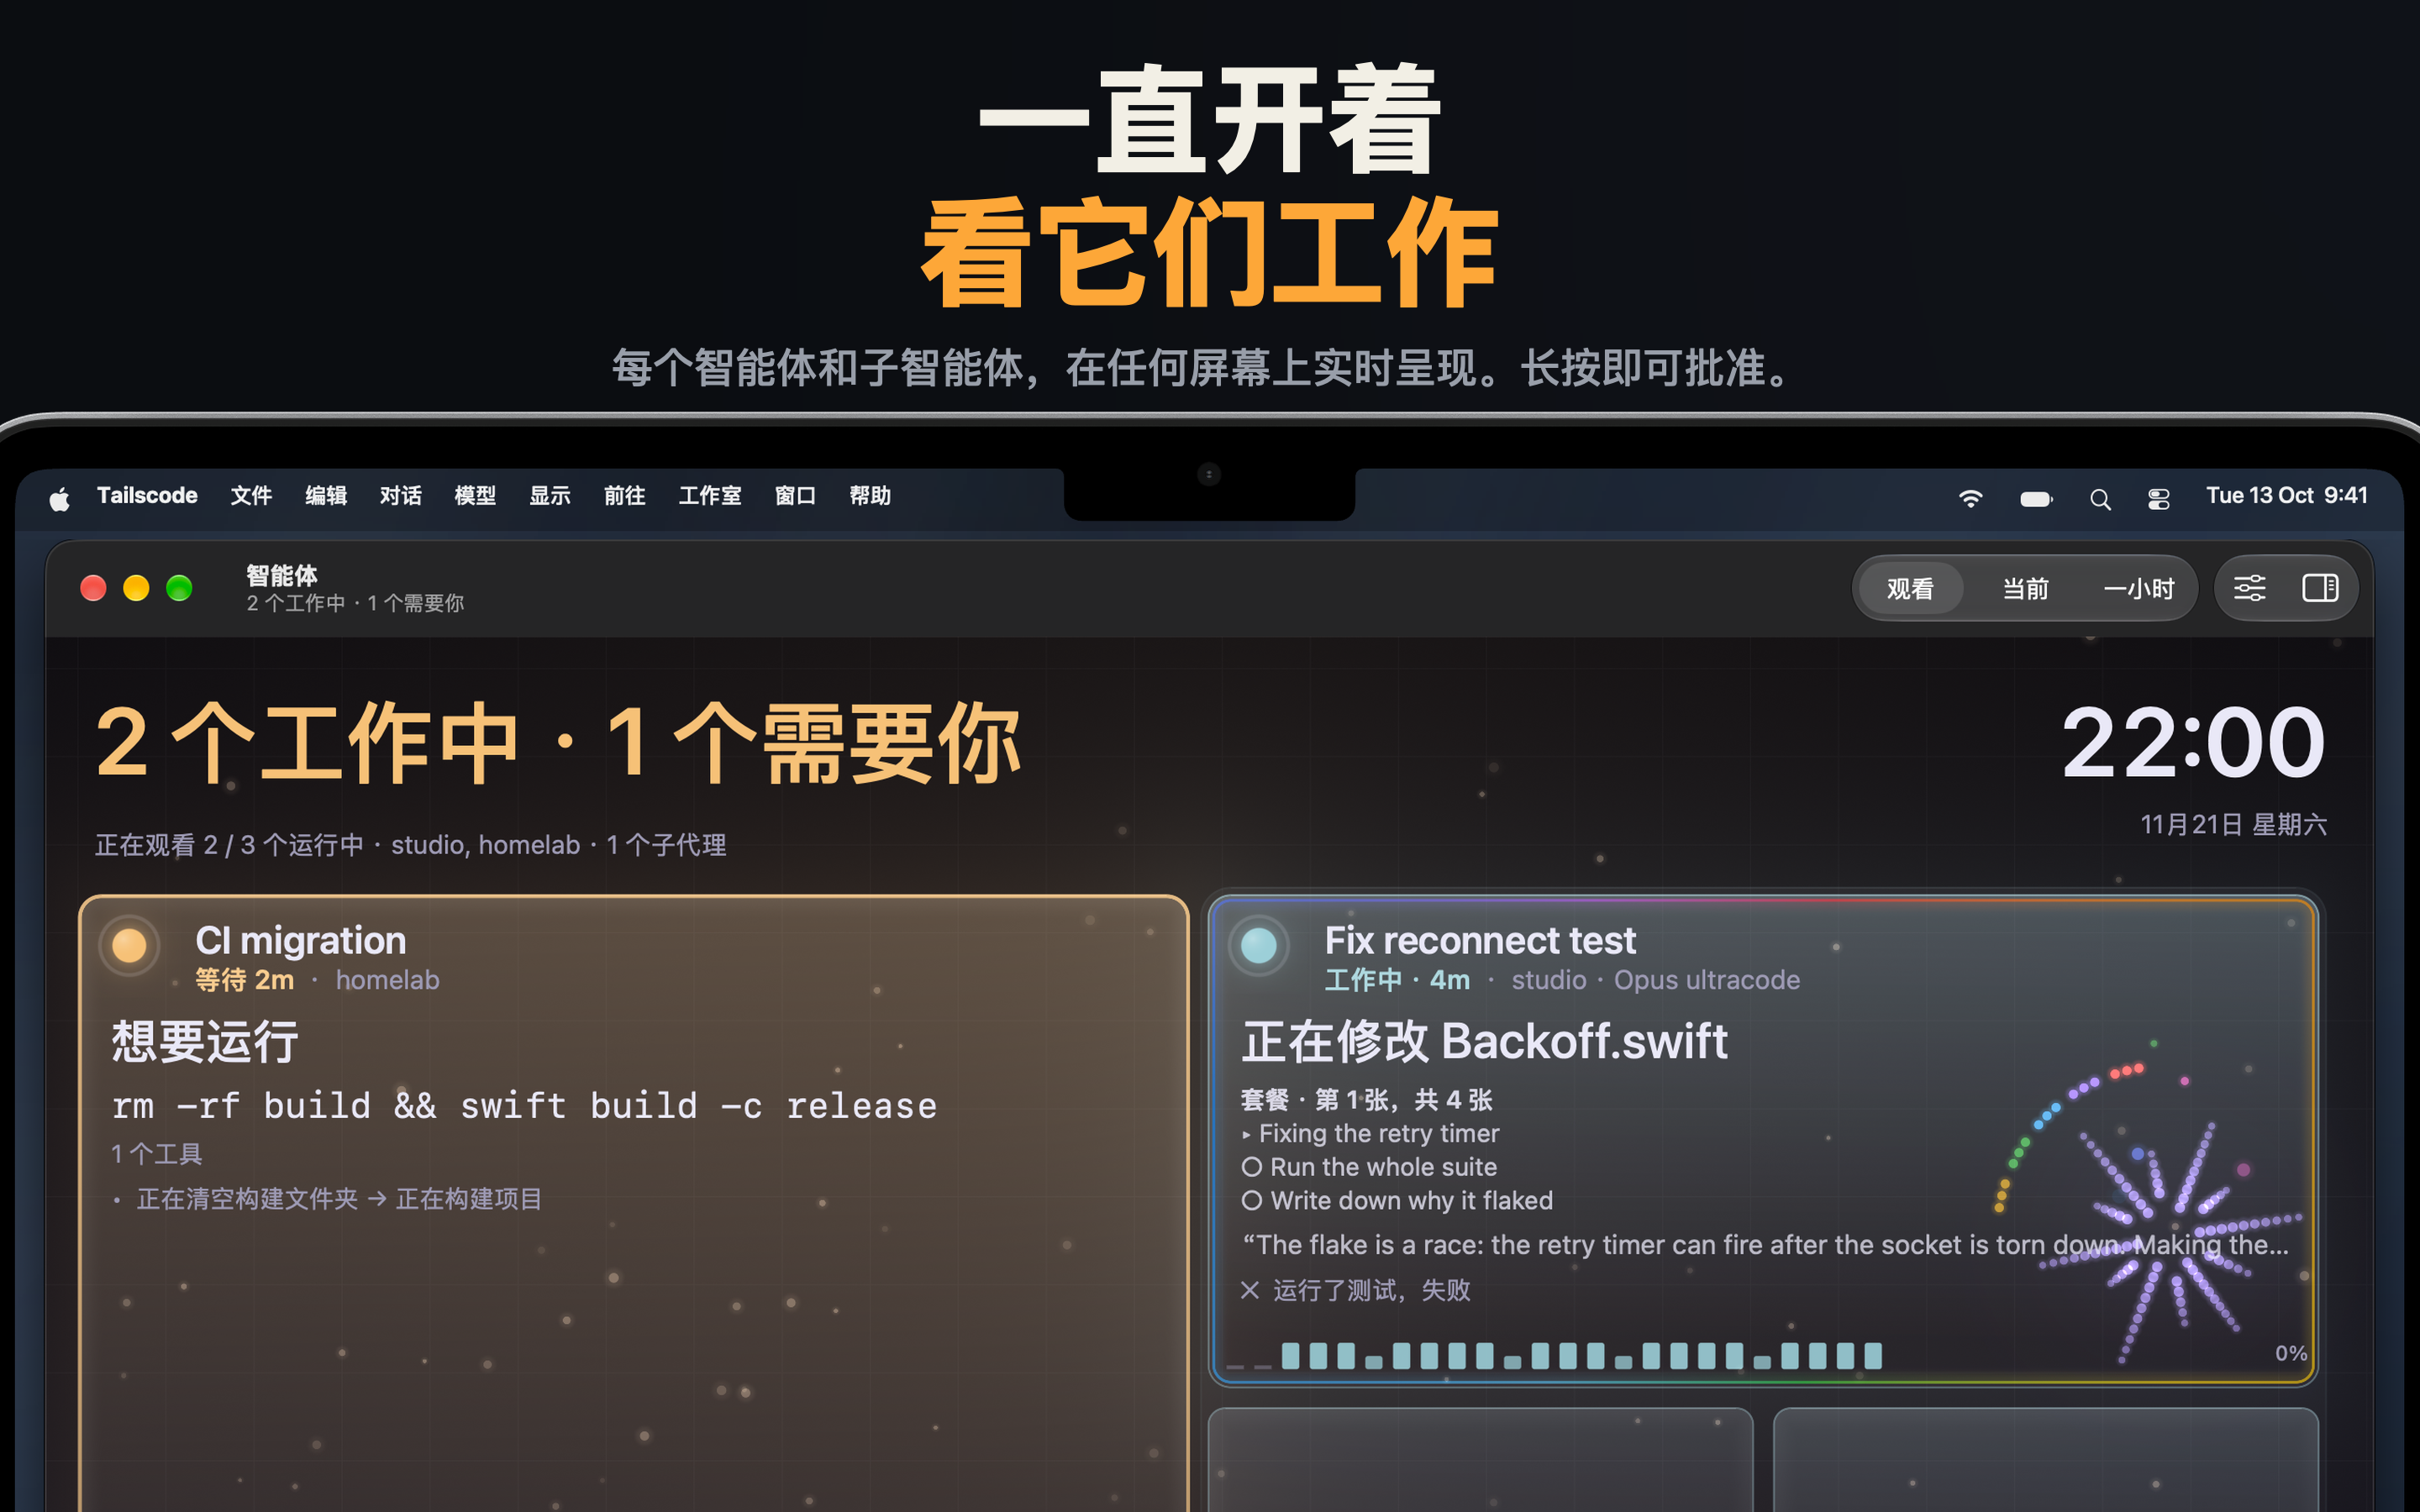 一直开着
看它们工作
每个智能体和子智能体，在任何屏幕上实时呈现。长按即可批准。
Tailscode 文件 编辑 对话 模型 显示 前往 工作室 窗口 帮助 Tue 13 Oct 9:41
智能体
2 个工作中 · 1 个需要你
观看 当前 一小时
2 个工作中 · 1 个需要你
22:00
11月21日 星期六
正在观看 2 / 3 个运行中 · studio, homelab · 1 个子代理
CI migration
等待 2m · homelab
想要运行
rm -rf build && swift build -c release
1 个工具
• 正在清空构建文件夹 → 正在构建项目
Fix reconnect test
工作中 · 4m · studio · Opus ultracode
正在修改 Backoff.swift
套餐 · 第 1 张，共 4 张
▸ Fixing the retry timer
○ Run the whole suite
○ Write down why it flaked
“The flake is a race: the retry timer can fire after the socket is torn down. Making the...
× 运行了测试，失败
0%